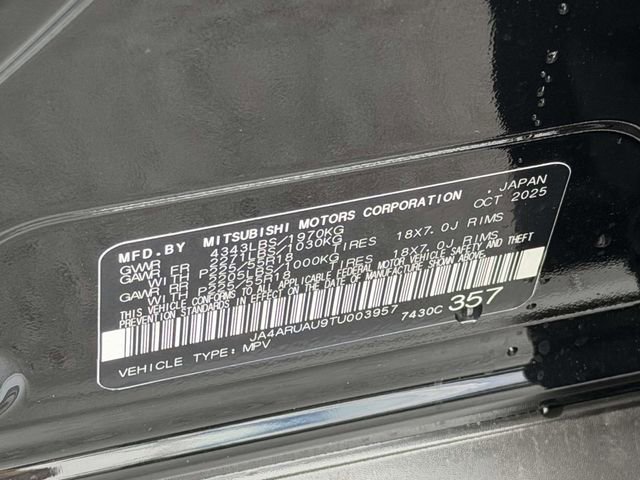 MFD.BY MITSUBISHI MOTORS CORPORATION . JAPAN
GVWR 4343LBS/1970KG OCT 2025
GAWR FR 2271LBS/1030KG
WITH P225/55R18 TIRES 18X7.0J RIMS
GAWR RR 2205LBS/1000KG
WITH P225/55R18 TIRES 18X7.0J RIMS
THIS VEHICLE CONFORMS TO ALL APPLICABLE FEDERAL MOTOR VEHICLE SAFETY AND THEFT
PREVENTION STANDARDS IN EFFECT ON THE DATE OF MANUFACTURE SHOWN ABOVE.
JA4ARUAU9TU003957 7430C 357
VEHICLE TYPE: MPV